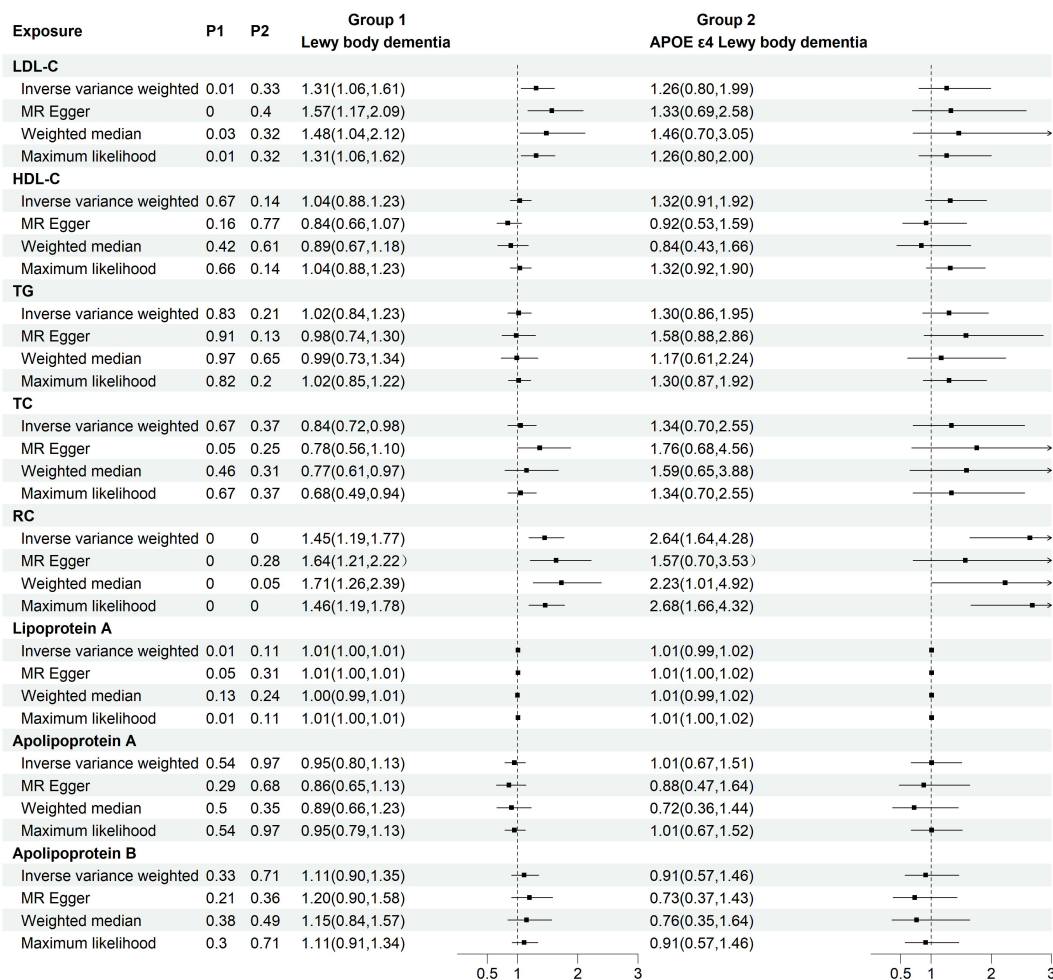 Exposure P1 P2 Group 1 Lewy body dementia Group 2 APOE ε4 Lewy body dementia
LDL-C
Inverse variance weighted 0.01 0.33 1.31(1.06,1.61) 1.26(0.80,1.99)
MR Egger 0 0.4 1.57(1.17,2.09) 1.33(0.69,2.58)
Weighted median 0.03 0.32 1.48(1.04,2.12) 1.46(0.70,3.05)
Maximum likelihood 0.01 0.32 1.31(1.06,1.62) 1.26(0.80,2.00)
HDL-C
Inverse variance weighted 0.67 0.14 1.04(0.88.1.23) 1.32(0.91,1.92)
MR Egger 0.16 0.77 0.84(0.66,1.07) 0.92(0.53,1.59)
Weighted median 0.42 0.61 0.89(0.67,1.18) 0.84(0.43,1.66)
Maximum likelihood 0.66 0.14 1.04(0.88,1.23) 1.32(0.92,1.90)
TG
Inverse variance weighted 0.83 0.21 1.02(0.84,1.23) 1.30(0.86,1.95)
MR Egger 0.91 0.13 0.98(0.74,1.30) 1.58(0.88,2.86)
Weighted median 0.97 0.65 0.99(0.73,1.34) 1.17(0.61,2.24)
Maximum likelihood 0.82 0.2 1.02(0.85,1.22) 1.30(0.87,1.92)
TC
Inverse variance weighted 0.67 0.37 0.84(0.72,0.98) 1.34(0.70,2.55)
MR Egger 0.05 0.25 0.78(0.56,1.10) 1.76(0.68,4.56)
Weighted median 0.46 0.31 0.77(0.61,0.97) 1.59(0.65,3.88)
Maximum likelihood 0.67 0.37 0.68(0.49,0.94) 1.34(0.70,2.55)
RC
Inverse variance weighted 0 0 1.45(1.19,1.77) 2.64(1.64,4.28)
MR Egger 0 0.28 1.64(1.21,2.22） 1.57(0.70,3.53）
Weighted median 0 0.05 1.71(1.26,2.39) 2.23(1.01,4.92)
Maximum likelihood 0 0 1.46(1.19,1.78) 2.68(1.66,4.32)
Lipoprotein A
Inverse variance weighted 0.01 0.11 1.01(1.00,1.01) 1.01(0.99,1.02)
MR Egger 0.05 0.31 1.01(1.00,1.01) 1.01(1.00,1.02)
Weighted median 0.13 0.24 1.00(0.99,1.01) 1.01(0.99,1.02)
Maximum likelihood 0.01 0.11 1.01(1.00,1.01) 1.01(1.00,1.02)
Apolipoprotein A
Inverse variance weighted 0.54 0.97 0.95(0.80,1.13) 1.01(0.67,1.51)
MR Egger 0.29 0.68 0.86(0.65,1.13) 0.88(0.47,1.64)
Weighted median 0.5 0.35 0.89(0.66,1.23) 0.72(0.36,1.44)
Maximum likelihood 0.54 0.97 0.95(0.79,1.13) 1.01(0.67,1.52)
Apolipoprotein B
Inverse variance weighted 0.33 0.71 1.11(0.90,1.35) 0.91(0.57,1.46)
MR Egger 0.21 0.36 1.20(0.90,1.58) 0.73(0.37,1.43)
Weighted median 0.38 0.49 1.15(0.84,1.57) 0.76(0.35,1.64)
Maximum likelihood 0.3 0.71 1.11(0.91,1.34) 0.91(0.57,1.46)
0.5 1 2 3 0.5 1 2 3